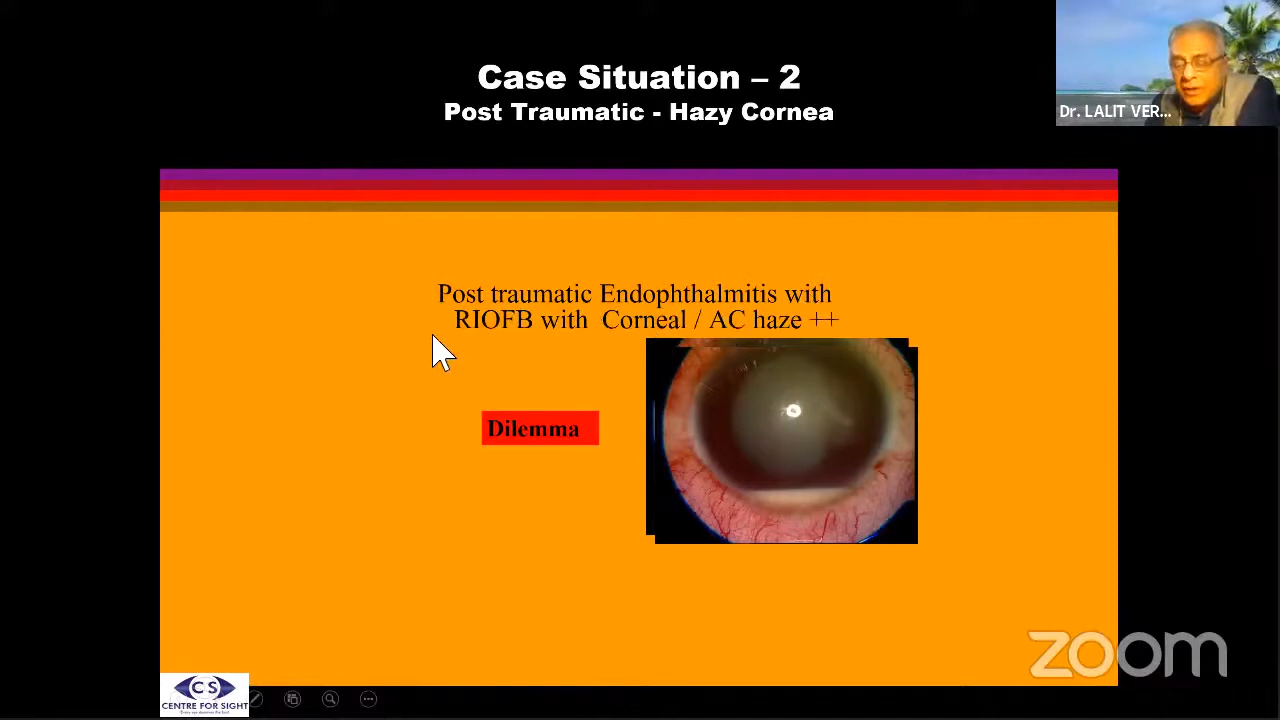 Case Situation – 2
Post Traumatic - Hazy Cornea
Dr. LALIT VER...
Post traumatic Endophthalmitis with
RIOFB with Corneal / AC haze ++
Dilemma
zoom
CS
CENTRE FOR SIGHT